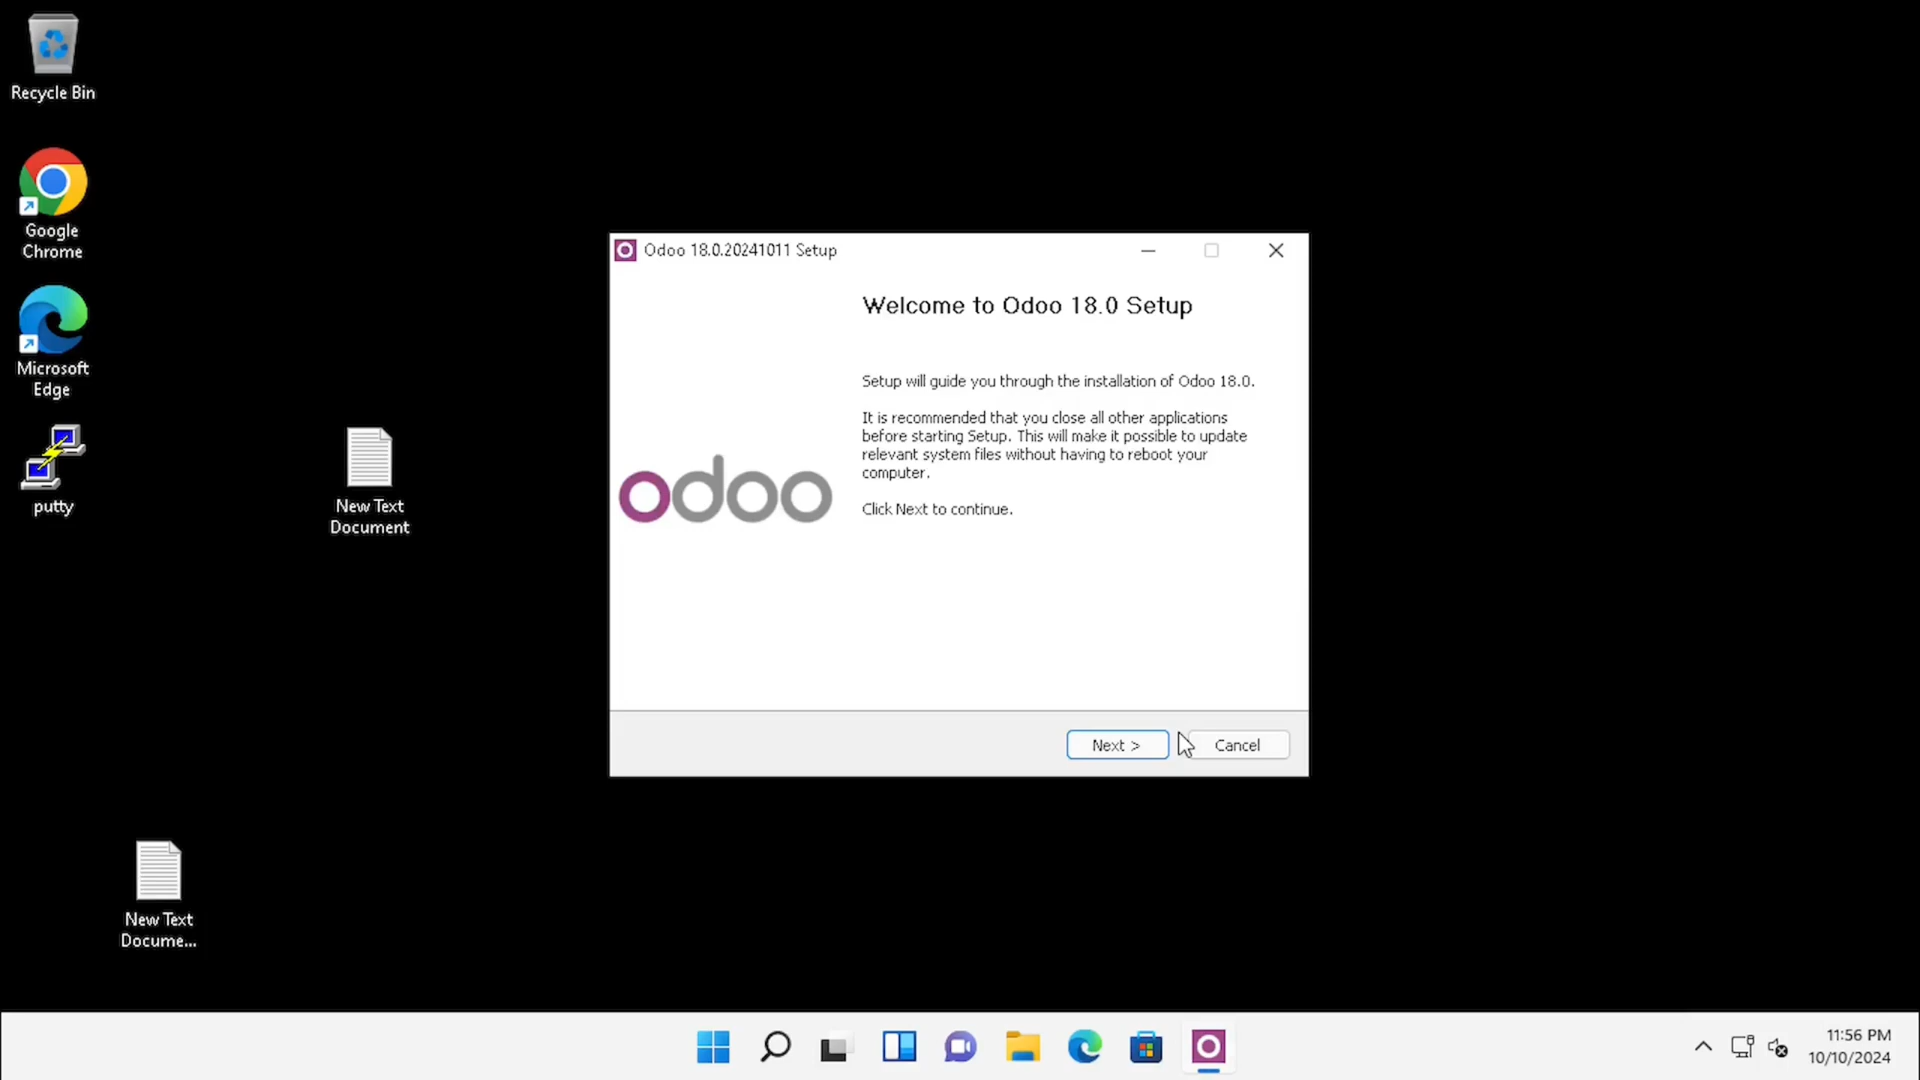 Recycle Bin
Google
Chrome
Microsoft
Edge
putty
New Text
Document
New Text
Docume...
Odoo 18.0.20241011 Setup
Welcome to Odoo 18.0 Setup
Setup will guide you through the installation of Odoo 18.0.
It is recommended that you close all other applications
before starting Setup. This will make it possible to update
relevant system files without having to reboot your
computer.
Click Next to continue.
odoo
Next >
Cancel
11:56 PM
10/10/2024